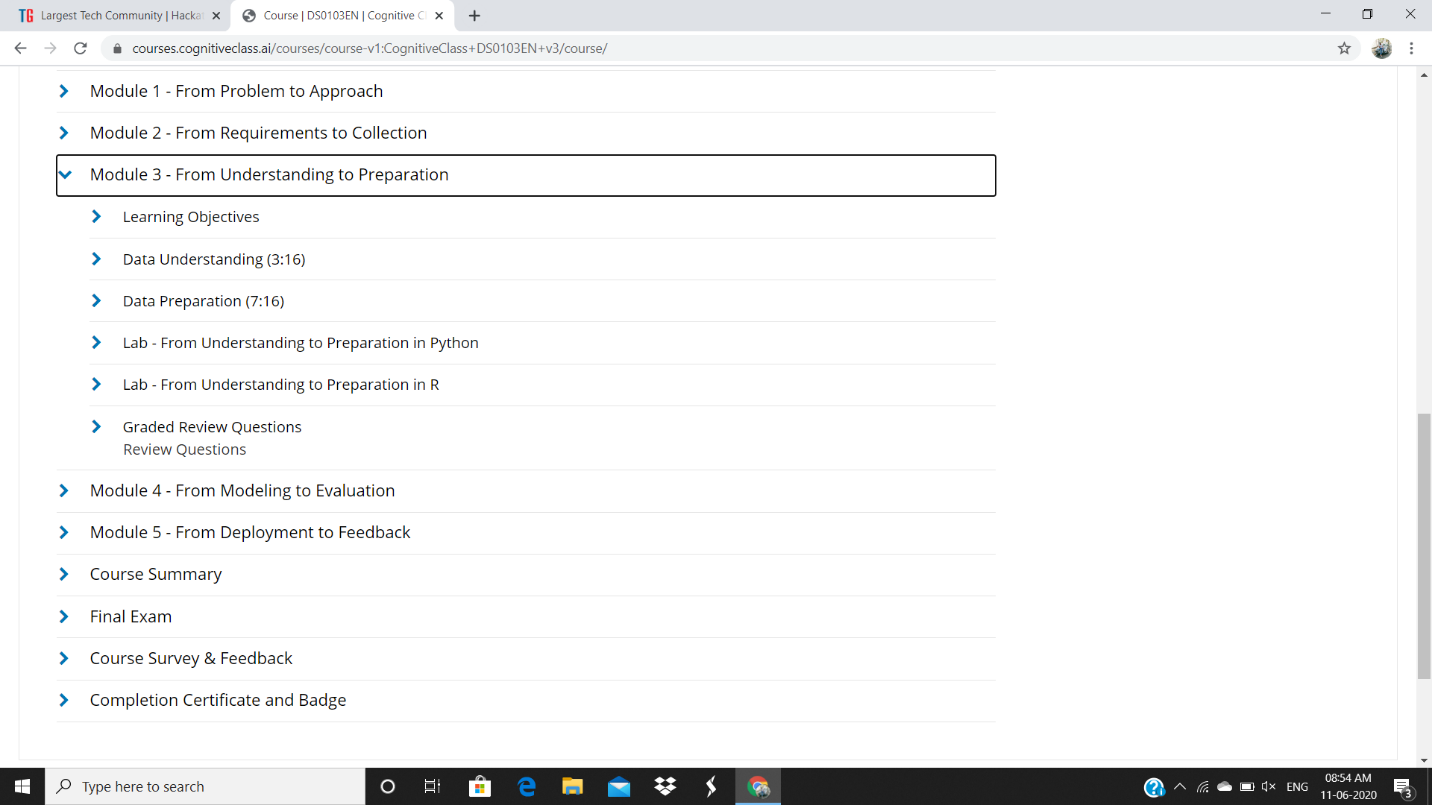 TG Largest Tech Community | Hacka
Course | DS0103EN | Cognitive Cl
courses.cognitiveclass.ai/courses/course-v1:CognitiveClass+DS0103EN+v3/course/
Module 1 - From Problem to Approach
Module 2 - From Requirements to Collection
Module 3 - From Understanding to Preparation
Learning Objectives
Data Understanding (3:16)
Data Preparation (7:16)
Lab - From Understanding to Preparation in Python
Lab - From Understanding to Preparation in R
Graded Review Questions
Review Questions
Module 4 - From Modeling to Evaluation
Module 5 - From Deployment to Feedback
Course Summary
Final Exam
Course Survey & Feedback
Completion Certificate and Badge
Type here to search
ENG
08:54 AM
11-06-2020
3